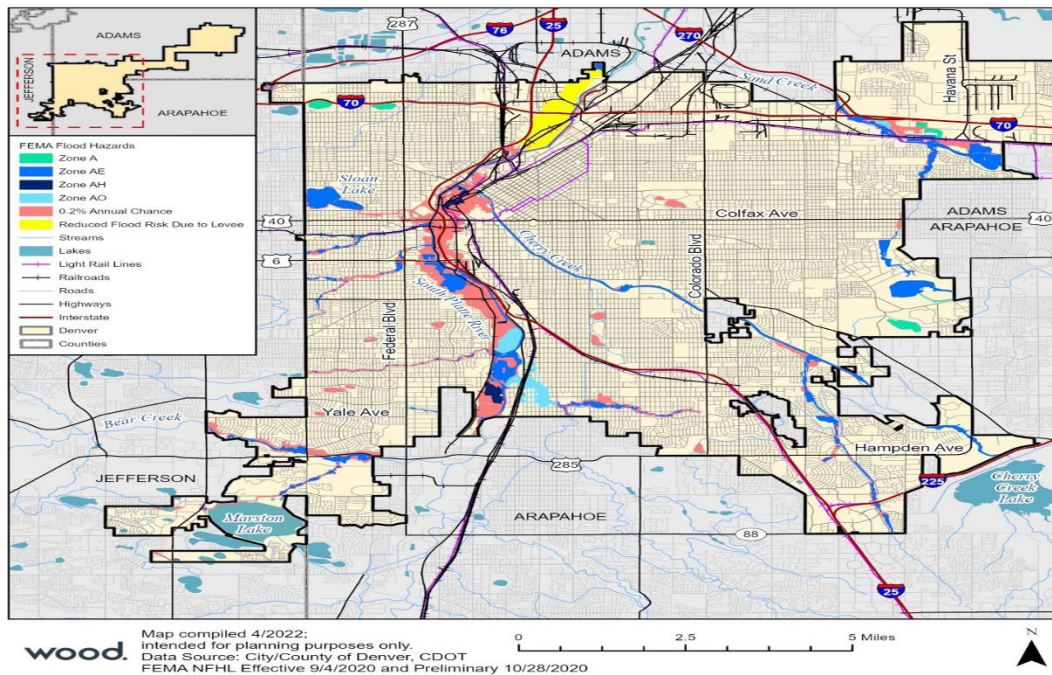 ADAMS
JEFFERSON
ARAPAHOE
FEMA Flood Hazards
Zone A
Zone AE
Zone AH
Zone AO
0.2% Annual Chance
Reduced Flood Risk Due to Levee
Streams
Lakes
Light Rail Lines
Railroads
Roads
Highways
Interstate
Denver
Counties
287
76
25
270
ADAMS
Sand Creek
Havana St
70
70
Sloan
Lake
40
Colfax Ave
ADAMS
40
ARAPAHOE
6
Cherry Creek
Colorado Blvd
South Platte River
Federal Blvd
Yale Ave
Bear Creek
Hampden Ave
285
225
JEFFERSON
Cherry
Creek
Lake
Marston
Lake
ARAPAHOE
88
25
wood.
Map compiled 4/2022;
intended for planning purposes only.
Data Source: City/County of Denver, CDOT
FEMA NFHL Effective 9/4/2020 and Preliminary 10/28/2020
0 2.5 5 Miles
N